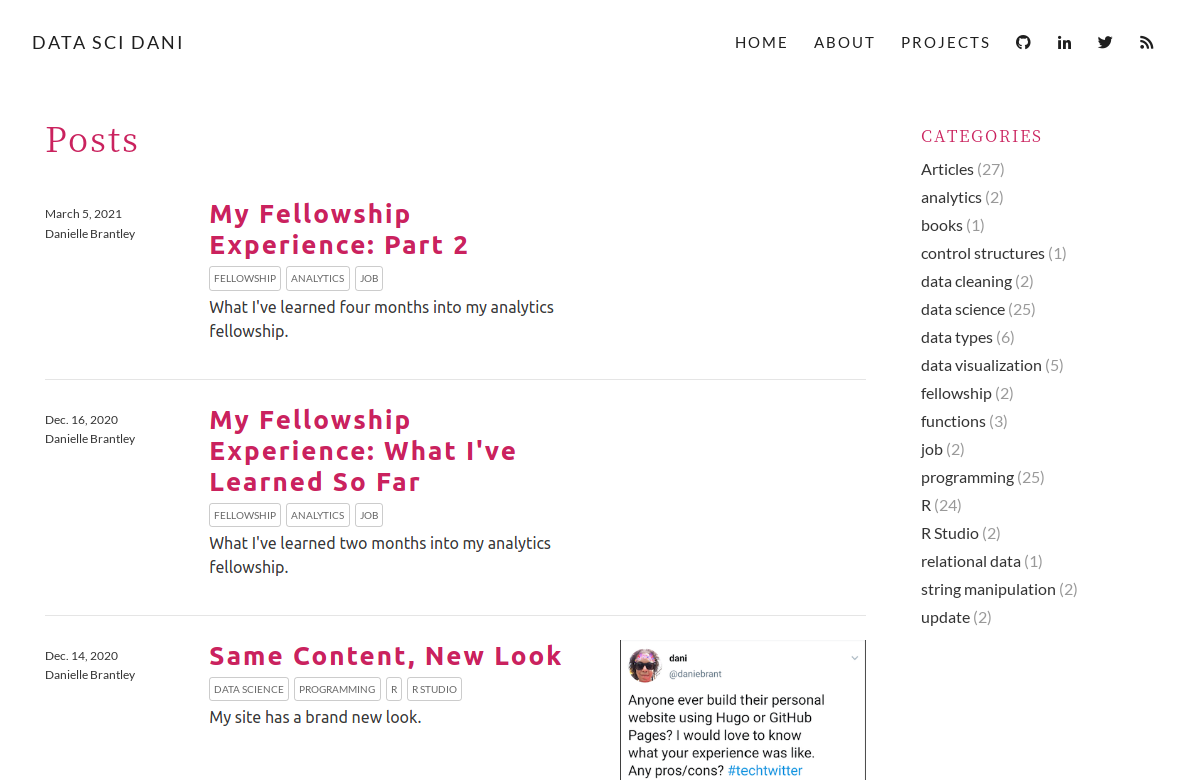 DATA SCI DANI
HOME ABOUT PROJECTS
Posts
March 5, 2021
Danielle Brantley
My Fellowship
Experience: Part 2
FELLOWSHIP ANALYTICS JOB
What I've learned four months into my analytics
fellowship.
Dec. 16, 2020
Danielle Brantley
My Fellowship
Experience: What I've
Learned So Far
FELLOWSHIP ANALYTICS JOB
What I've learned two months into my analytics
fellowship.
Dec. 14, 2020
Danielle Brantley
Same Content, New Look
DATA SCIENCE PROGRAMMING R R STUDIO
My site has a brand new look.
dani
@daniebrant
Anyone ever build their personal
website using Hugo or GitHub
Pages? I would love to know
what your experience was like.
Any pros/cons? #techtwitter
CATEGORIES
Articles (27)
analytics (2)
books (1)
control structures (1)
data cleaning (2)
data science (25)
data types (6)
data visualization (5)
fellowship (2)
functions (3)
job (2)
programming (25)
R (24)
R Studio (2)
relational data (1)
string manipulation (2)
update (2)